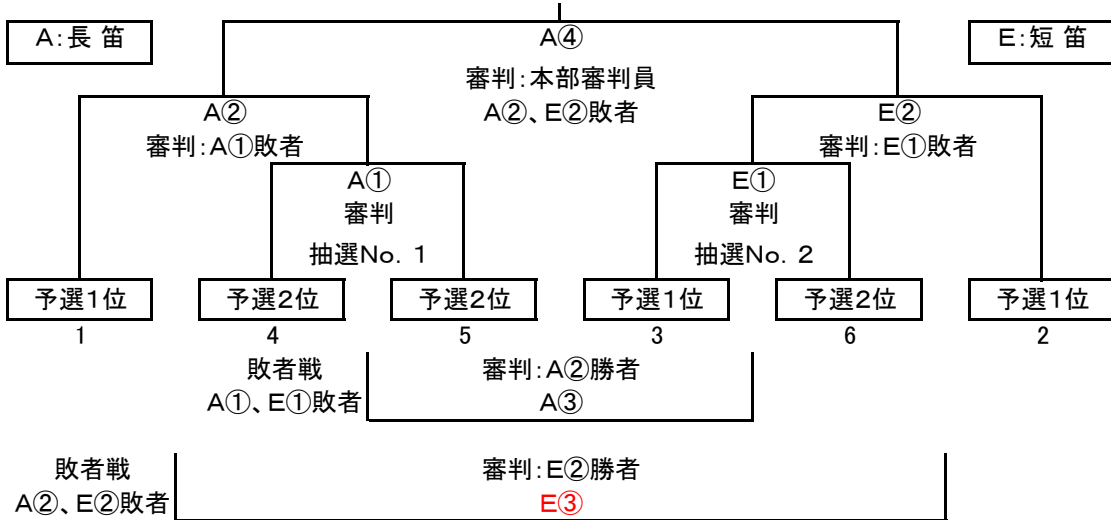 A:長 笛
A④
E:短 笛
審判:本部審判員
A②、E②敗者
A②
審判:A①敗者
E②
審判:E①敗者
A①
審判
抽選No.1
E①
審判
抽選No.2
予選1位
予選2位
予選2位
予選1位
予選2位
予選1位
1
4
5
3
6
2
敗者戦
A①、E①敗者
審判:A②勝者
A③
敗者戦
A②、E②敗者
審判:E②勝者
E③